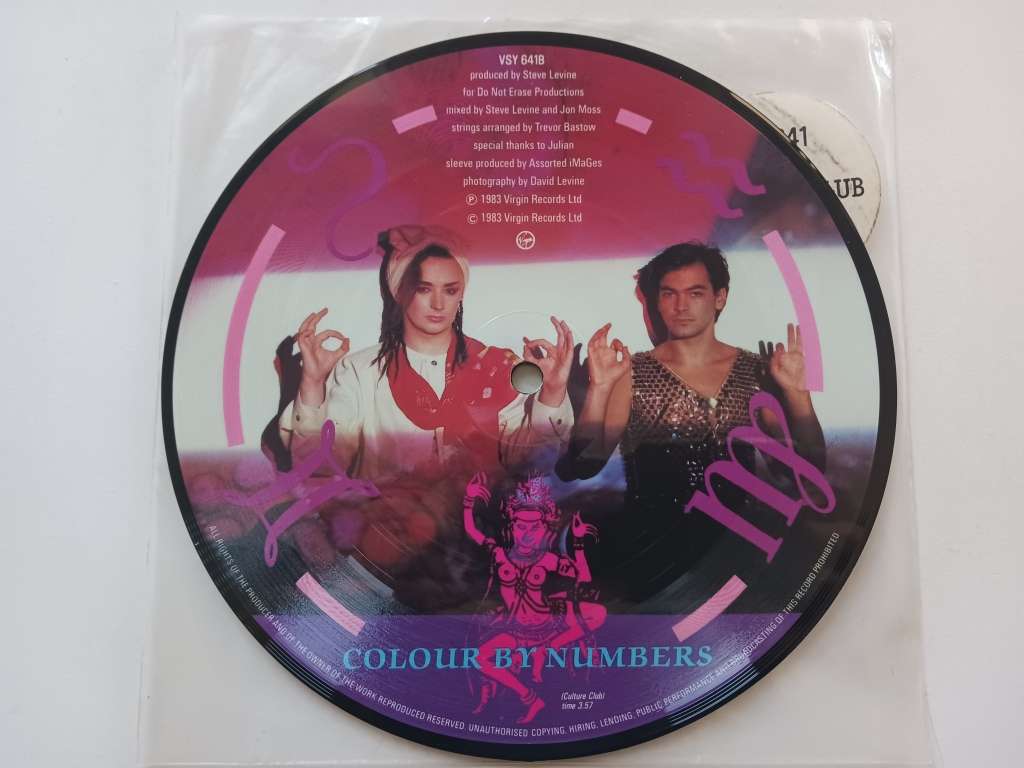 VSY 641B
produced by Steve Levine
for Do Not Erase Productions
mixed by Steve Levine and Jon Moss
strings arranged by Trevor Bastow
special thanks to Julian
sleeve produced by Assorted iMaGes
photography by David Levine
Ⓟ 1983 Virgin Records Ltd
© 1983 Virgin Records Ltd
Virgin
41
UB
COLOUR BY NUMBERS
(Culture Club)
time 3.57
ALL RIGHTS OF THE PRODUCER AND OF THE OWNER OF THE WORK REPRODUCED RESERVED. UNAUTHORISED COPYING, HIRING, LENDING, PUBLIC PERFORMANCE AND BROADCASTING OF THIS RECORD PROHIBITED